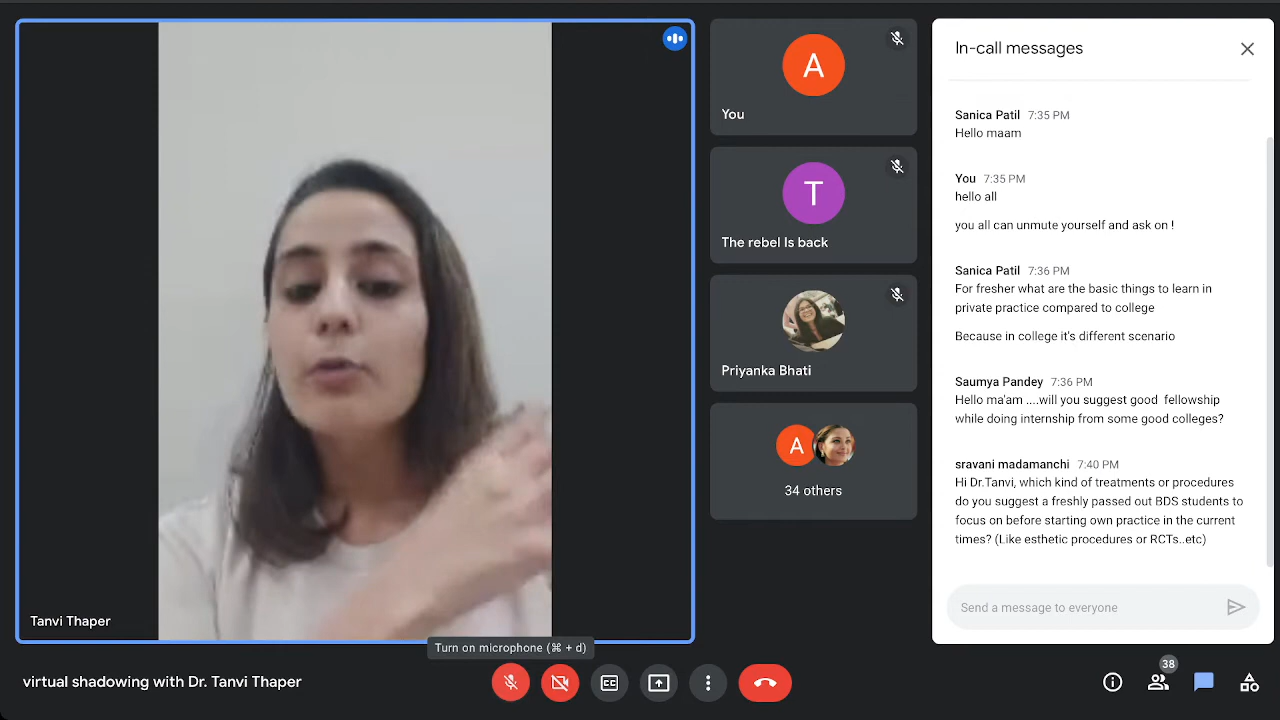 Tanvi Thaper
Turn on microphone (⌘ + d)
virtual shadowing with Dr. Tanvi Thaper
A
You
T
The rebel Is back
Priyanka Bhati
A
34 others
In-call messages
Sanica Patil 7:35 PM
Hello maam
You 7:35 PM
hello all
you all can unmute yourself and ask on !
Sanica Patil 7:36 PM
For fresher what are the basic things to learn in
private practice compared to college
Because in college it's different scenario
Saumya Pandey 7:36 PM
Hello ma'am ....will you suggest good fellowship
while doing internship from some good colleges?
sravani madamanchi 7:40 PM
Hi Dr.Tanvi, which kind of treatments or procedures
do you suggest a freshly passed out BDS students to
focus on before starting own practice in the current
times? (Like esthetic procedures or RCTs..etc)
Send a message to everyone
CC
38